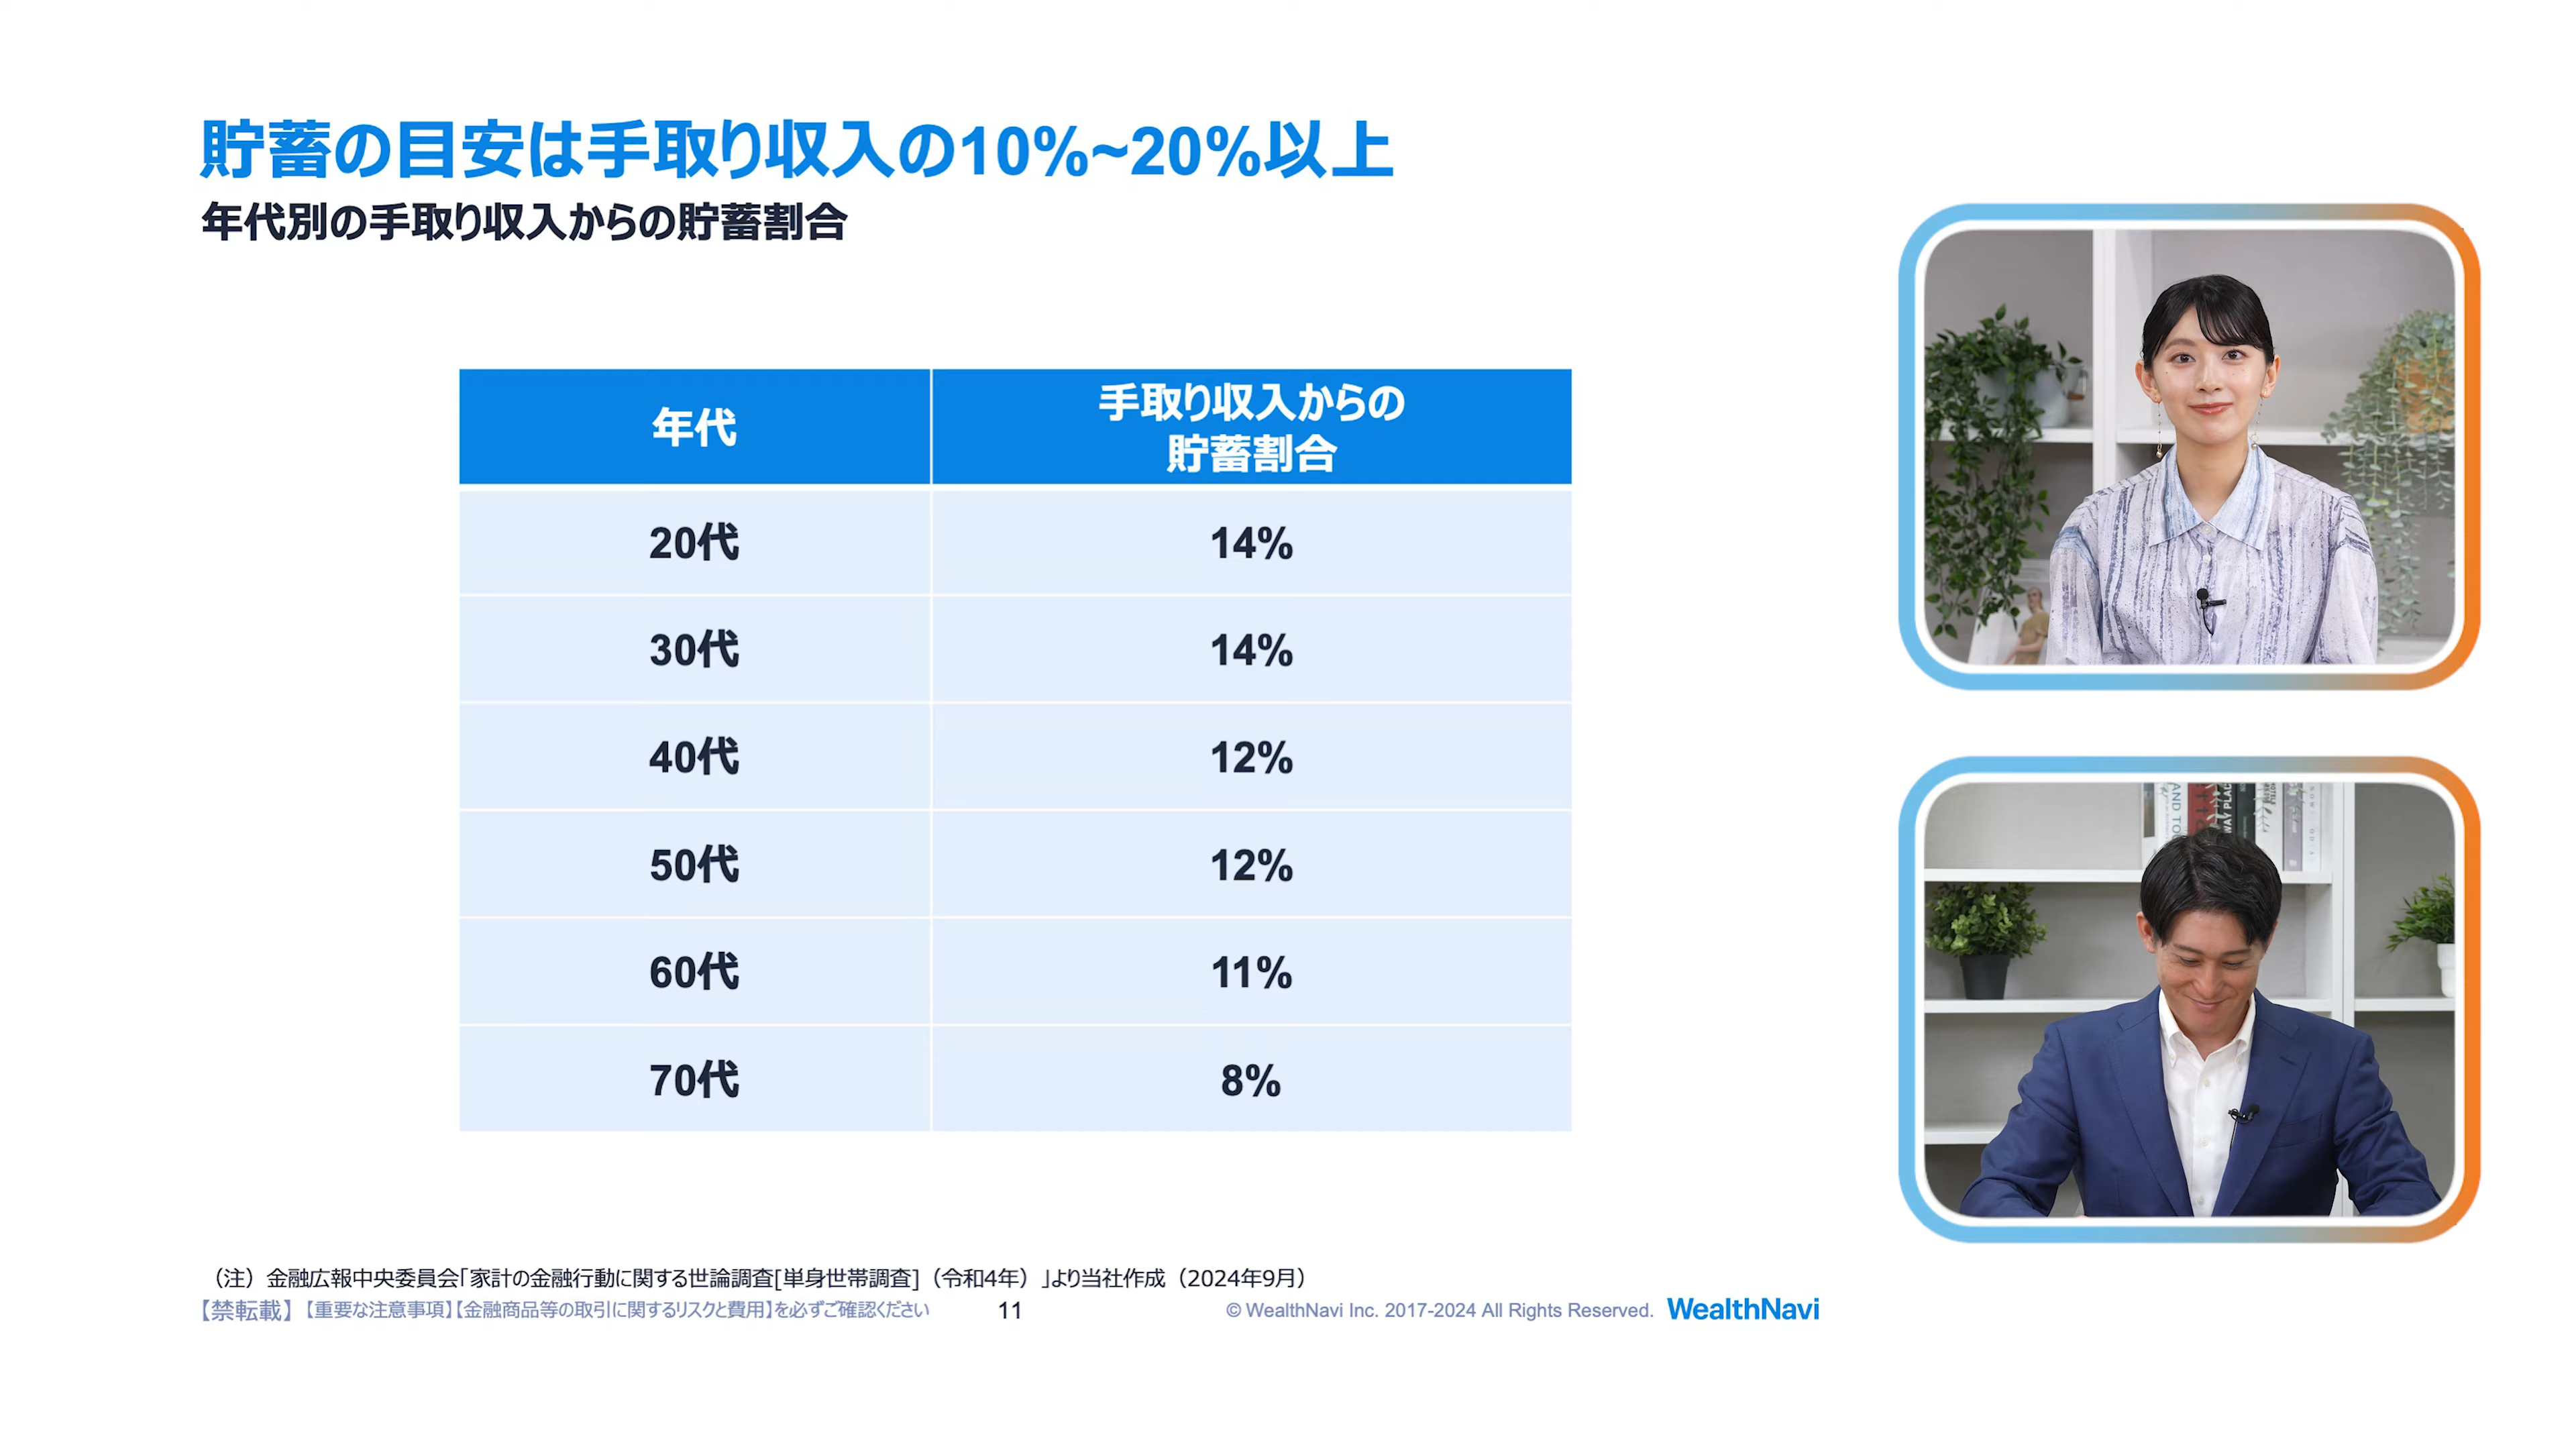 貯蓄の目安は手取り収入の10%~20%以上
年代別の手取り収入からの貯蓄割合
年代
手取り収入からの
貯蓄割合
20代 14%
30代 14%
40代 12%
50代 12%
60代 11%
70代 8%
(注)金融広報中央委員会「家計の金融行動に関する世論調査[単身世帯調査](令和4年)」より当社作成(2024年9月)
【禁転載】【重要な注意事項】【金融商品等の取引に関するリスクと費用】を必ずご確認ください 11 © WealthNavi Inc. 2017-2024 All Rights Reserved. WealthNavi